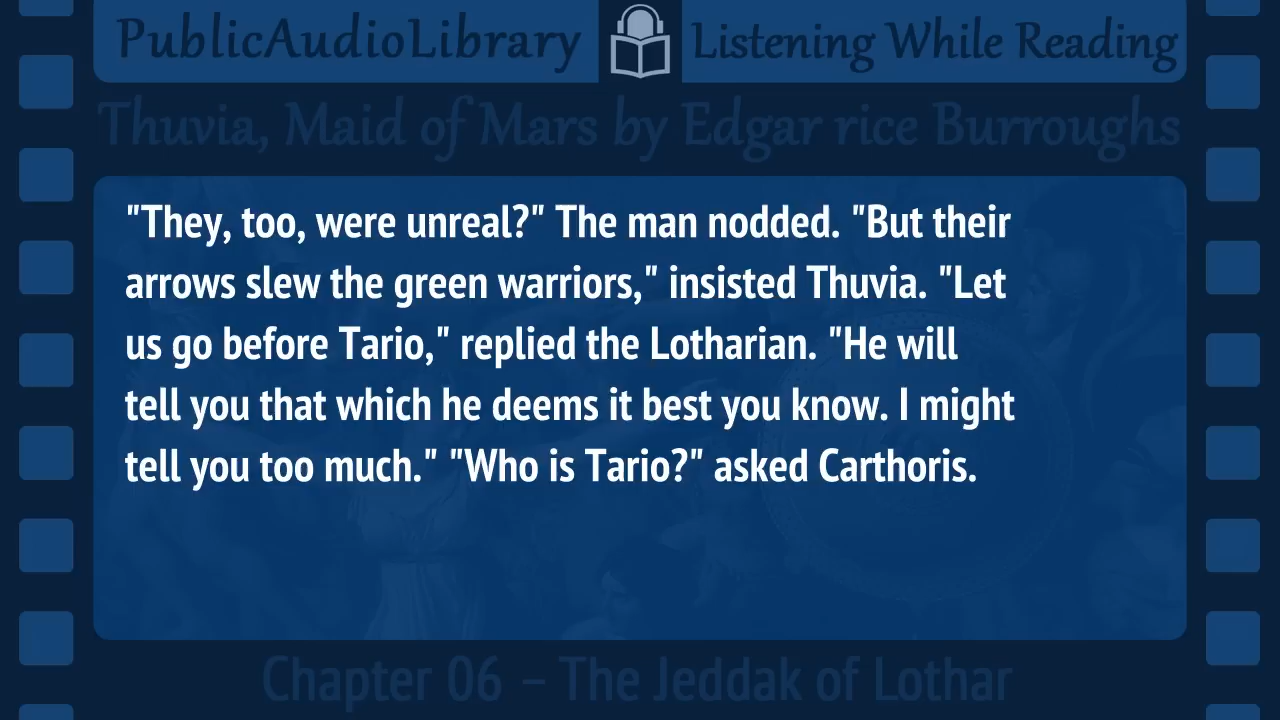 PublicAudioLibrary
Listening While Reading
Thuvia, Maid of Mars by Edgar rice Burroughs
"They, too, were unreal?" The man nodded. "But their
arrows slew the green warriors," insisted Thuvia. "Let
us go before Tario," replied the Lotharian. "He will
tell you that which he deems it best you know. I might
tell you too much." "Who is Tario?" asked Carthoris.
Chapter 06 – The Jeddak of Lothar